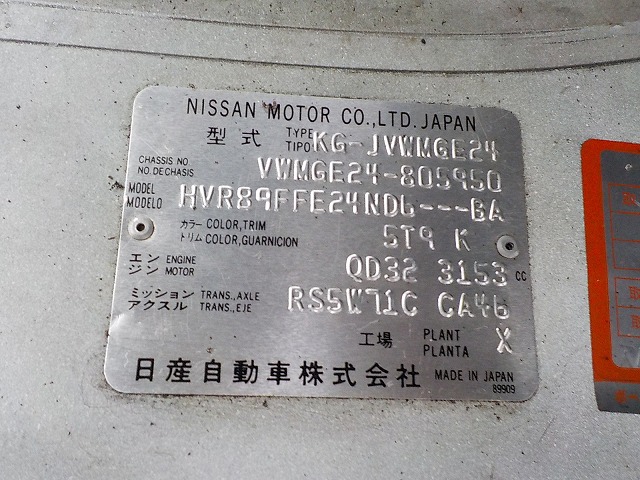 NISSAN MOTOR CO.,LTD. JAPAN
型式 TYPE TIPO KG-JVWMGE24
CHASSIS NO. NO. DE CHASIS VWMGE24-805950
MODEL MODELO HVR89FFE24NDG---BA
カラー COLOR,TRIM
トリム COLOR,GUARNICION 5T9 K
エンジン ENGINE MOTOR QD32 3153 cc
ミッション TRANS.,AXLE
アクスル TRANS.,EJE RS5W71C CA46
工場 PLANT PLANTA X
日産自動車株式会社 MADE IN JAPAN
89909